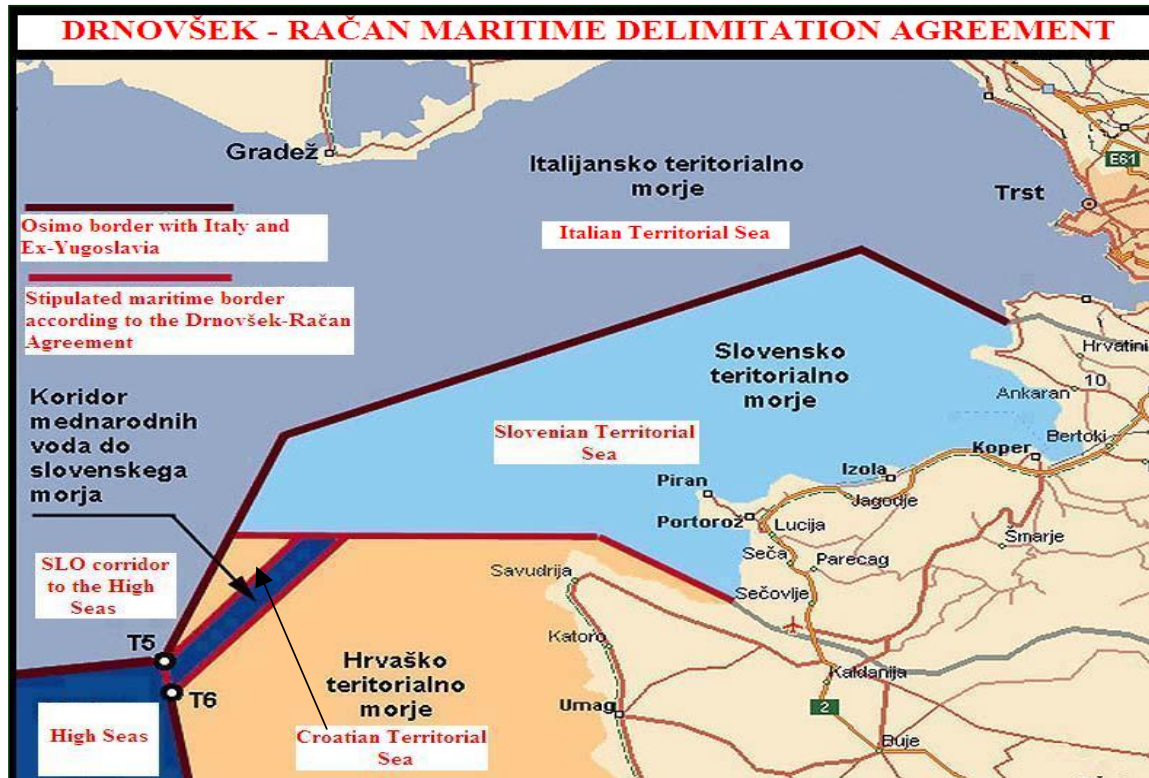 DRNOVŠEK - RAČAN MARITIME DELIMITATION AGREEMENT
Gradež
Italijansko teritorialno
morje
E61
Trst
Osimo border with Italy and
Ex-Yugoslavia
Italian Territorial Sea
Stipulated maritime border
according to the Drnovšek-Račan
Agreement
Slovensko
teritorialno
morje
Hrvatini
10
Ankaran
Koridor
mednarodnih
voda do
slovenskega
morja
Slovenian Territorial
Sea
Bertoki
Koper
Izola
Piran
Jagodje
Portorož
Lucija
Šmarje
Seča
Parecag
SLO corridor
to the High
Seas
Savudrija
Sečovlje
T5
Katoro
Hrvaško
teritorialno
morje
Kaldanija
T6
Umag
2
High Seas
Croatian Territorial
Sea
Buje